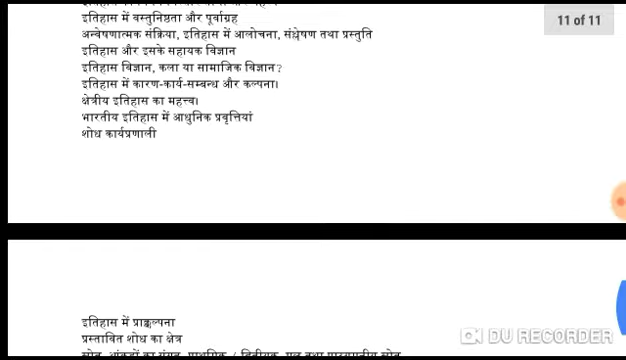 11 of 11
इतिहास में वस्तुनिष्ठता और पूर्वाग्रह
अन्वेषणात्मक संक्रिया, इतिहास में आलोचना, संश्लेषण तथा प्रस्तुति
इतिहास और इसके सहायक विज्ञान
इतिहास विज्ञान, कला या सामाजिक विज्ञान?
इतिहास में कारण-कार्य-सम्बन्ध और कल्पना।
क्षेत्रीय इतिहास का महत्त्व।
भारतीय इतिहास में आधुनिक प्रवृत्तियां
शोध कार्यप्रणाली
इतिहास में प्राक्कल्पना
प्रस्तावित शोध का क्षेत्र
DU RECORDER